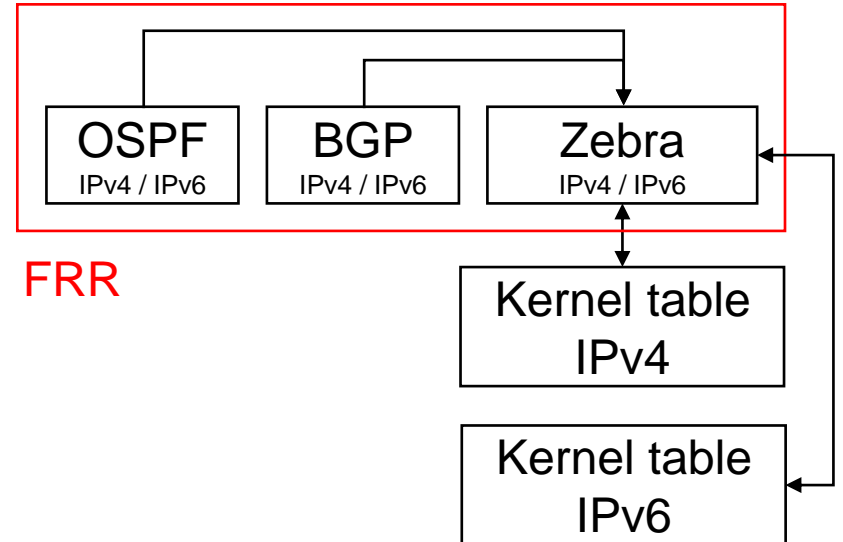 OSPF
IPv4 / IPv6
BGP
IPv4 / IPv6
Zebra
IPv4 / IPv6
FRR
Kernel table
IPv4
Kernel table
IPv6